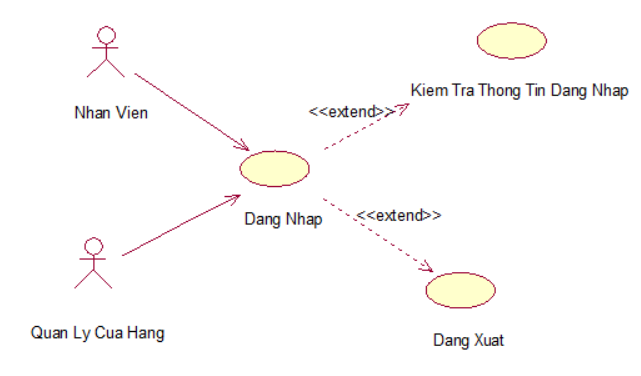 Kiem Tra Thong Tin Dang Nhap
Nhan Vien
<<extend>>
Dang Nhap
<<extend>>
Quan Ly Cua Hang
Dang Xuat